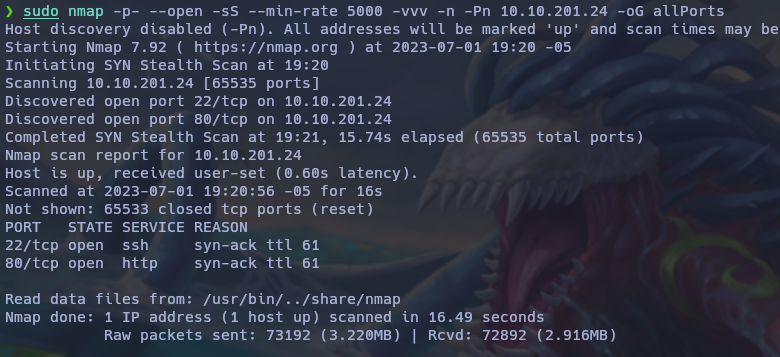 ❯ sudo nmap -p- --open -sS --min-rate 5000 -vvv -n -Pn 10.10.201.24 -oG allPorts
Host discovery disabled (-Pn). All addresses will be marked 'up' and scan times may be
Starting Nmap 7.92 ( https://nmap.org ) at 2023-07-01 19:20 -05
Initiating SYN Stealth Scan at 19:20
Scanning 10.10.201.24 [65535 ports]
Discovered open port 22/tcp on 10.10.201.24
Discovered open port 80/tcp on 10.10.201.24
Completed SYN Stealth Scan at 19:21, 15.74s elapsed (65535 total ports)
Nmap scan report for 10.10.201.24
Host is up, received user-set (0.60s latency).
Scanned at 2023-07-01 19:20:56 -05 for 16s
Not shown: 65533 closed tcp ports (reset)
PORT   STATE SERVICE REASON
22/tcp open  ssh     syn-ack ttl 61
80/tcp open  http    syn-ack ttl 61
Read data files from: /usr/bin/../share/nmap
Nmap done: 1 IP address (1 host up) scanned in 16.49 seconds
           Raw packets sent: 73192 (3.220MB) | Rcvd: 72892 (2.916MB)